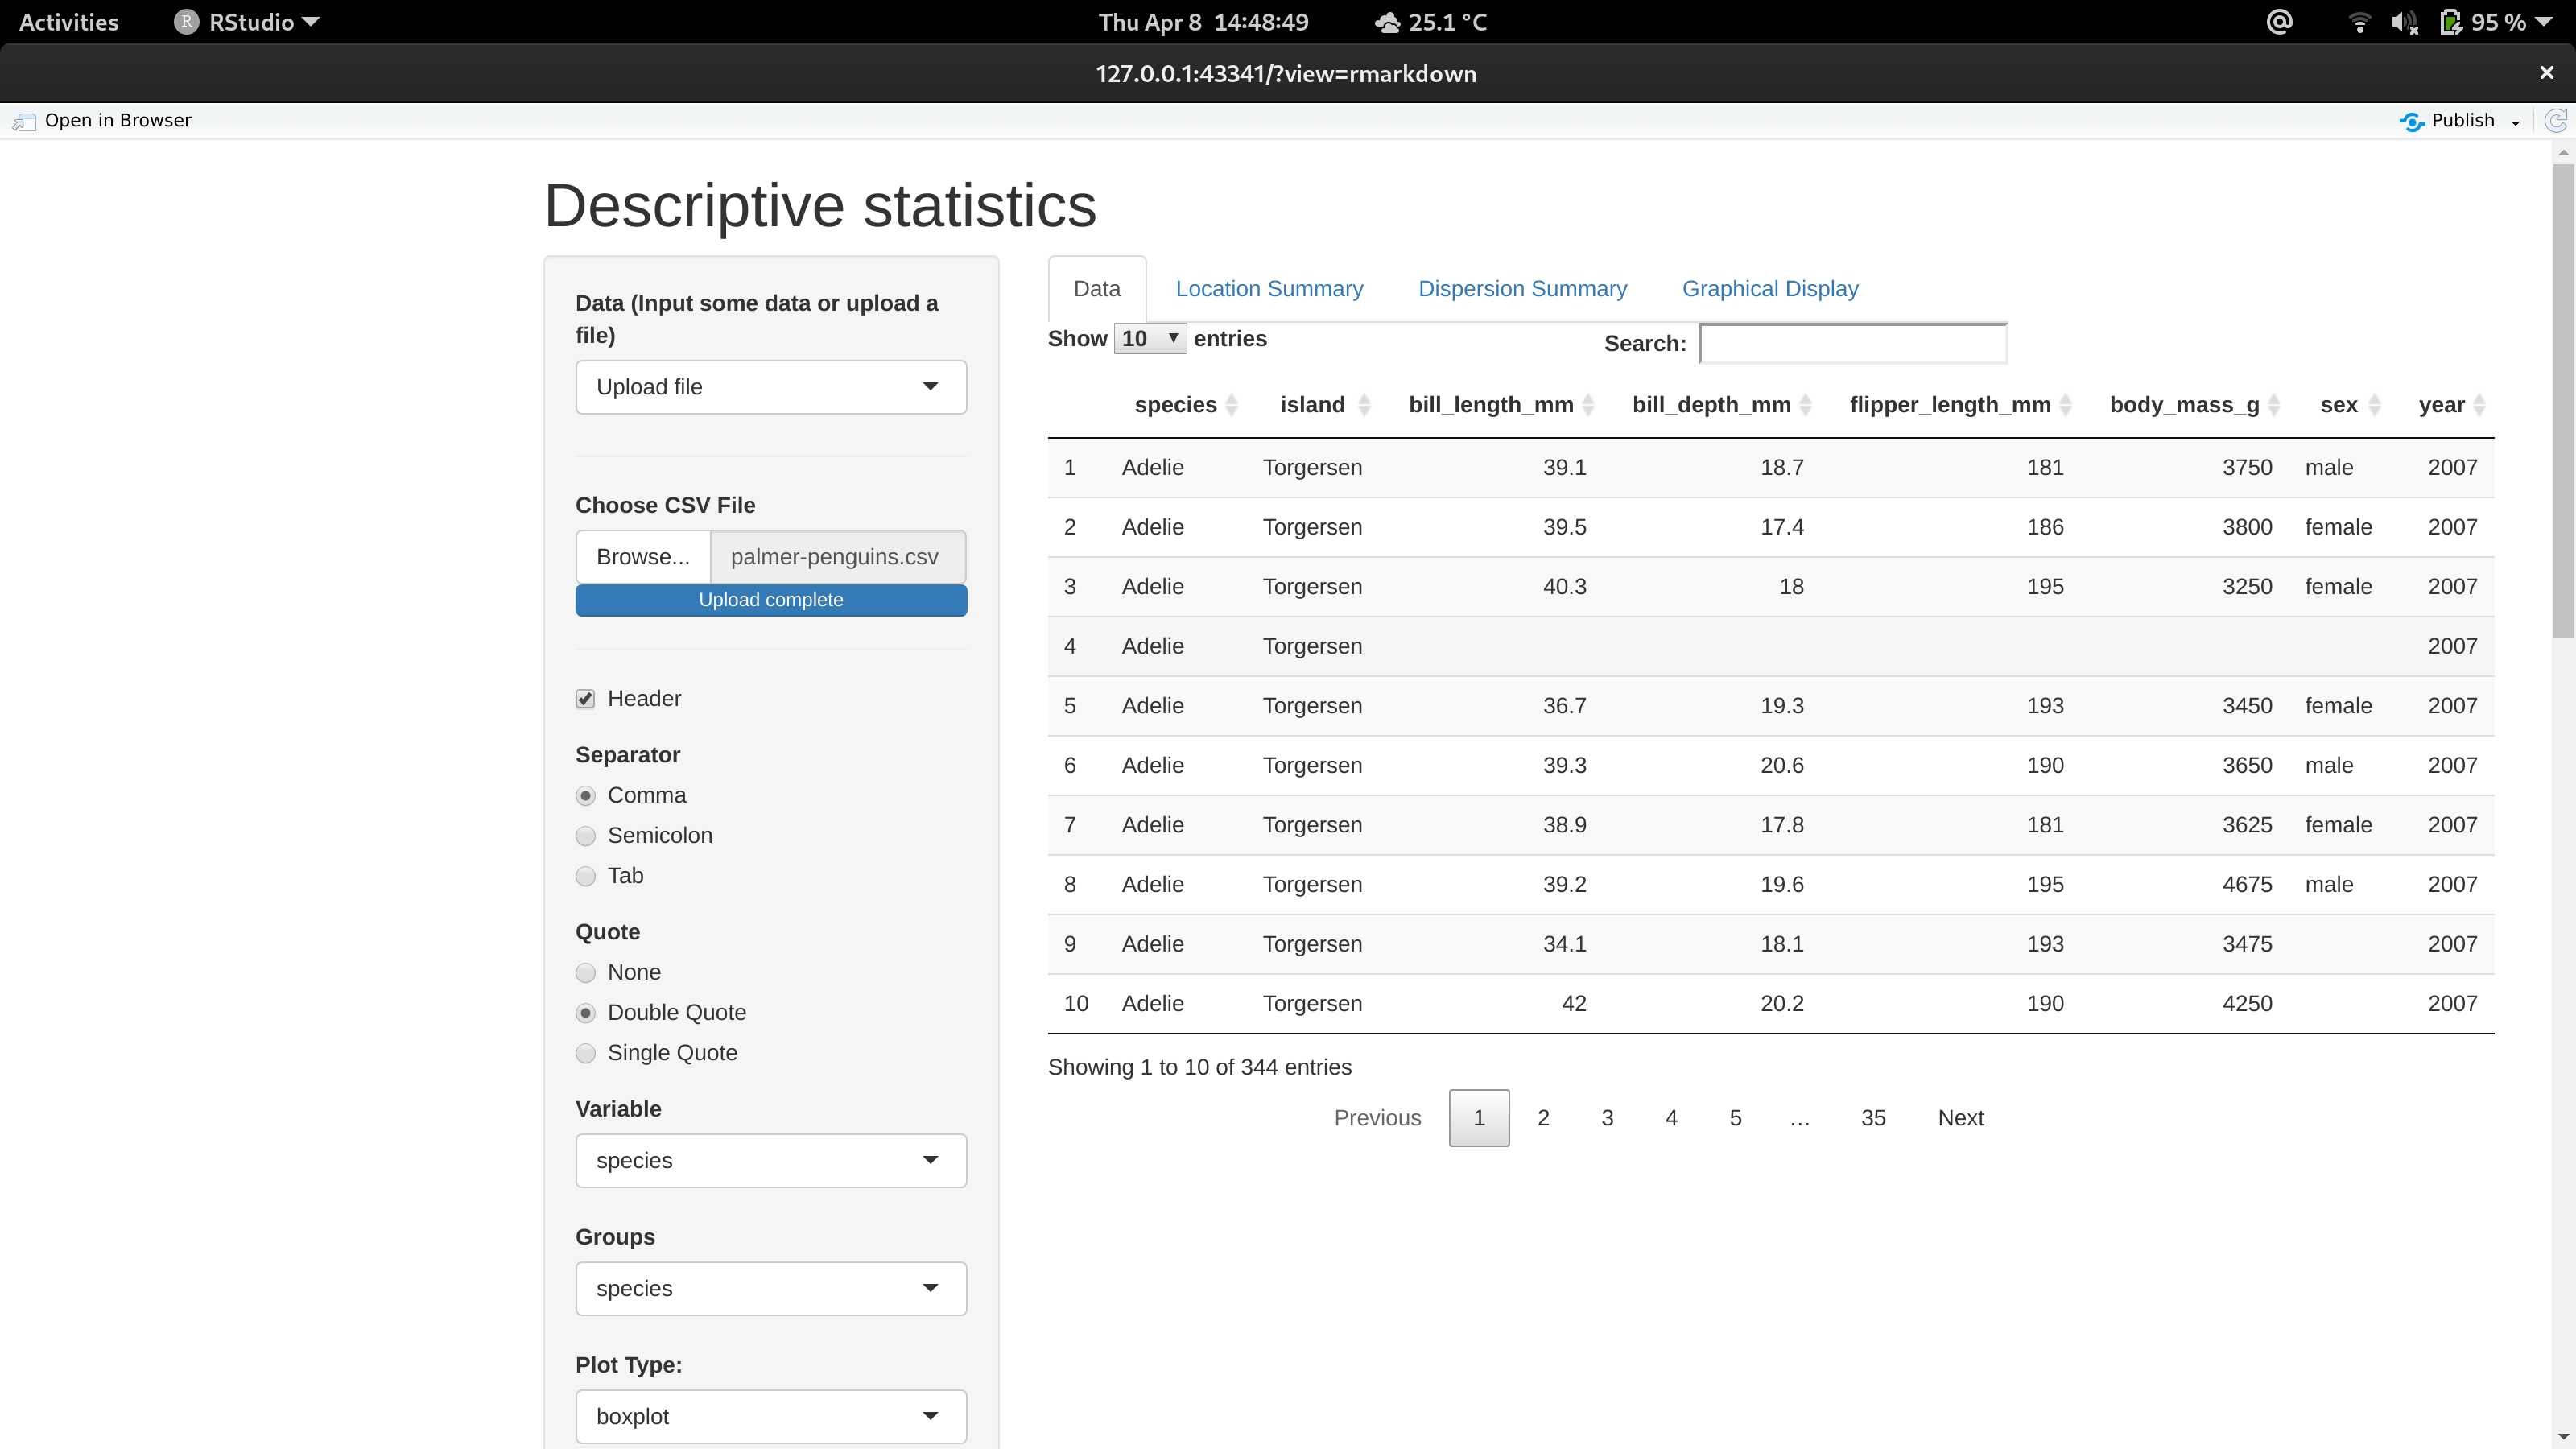 Activities RStudio Thu Apr 8 14:48:49 25.1 °C 95 %
127.0.0.1:43341/?view=rmarkdown
Open in Browser Publish
Descriptive statistics
Data (Input some data or upload a
file)
Upload file
Choose CSV File
Browse... palmer-penguins.csv
Upload complete
Header
Separator
Comma
Semicolon
Tab
Quote
None
Double Quote
Single Quote
Variable
species
Groups
species
Plot Type:
boxplot
Data Location Summary Dispersion Summary Graphical Display
Show 10 entries Search:
species island bill_length_mm bill_depth_mm flipper_length_mm body_mass_g sex year
1 Adelie Torgersen 39.1 18.7 181 3750 male 2007
2 Adelie Torgersen 39.5 17.4 186 3800 female 2007
3 Adelie Torgersen 40.3 18 195 3250 female 2007
4 Adelie Torgersen 2007
5 Adelie Torgersen 36.7 19.3 193 3450 female 2007
6 Adelie Torgersen 39.3 20.6 190 3650 male 2007
7 Adelie Torgersen 38.9 17.8 181 3625 female 2007
8 Adelie Torgersen 39.2 19.6 195 4675 male 2007
9 Adelie Torgersen 34.1 18.1 193 3475 2007
10 Adelie Torgersen 42 20.2 190 4250 2007
Showing 1 to 10 of 344 entries
Previous 1 2 3 4 5 … 35 Next